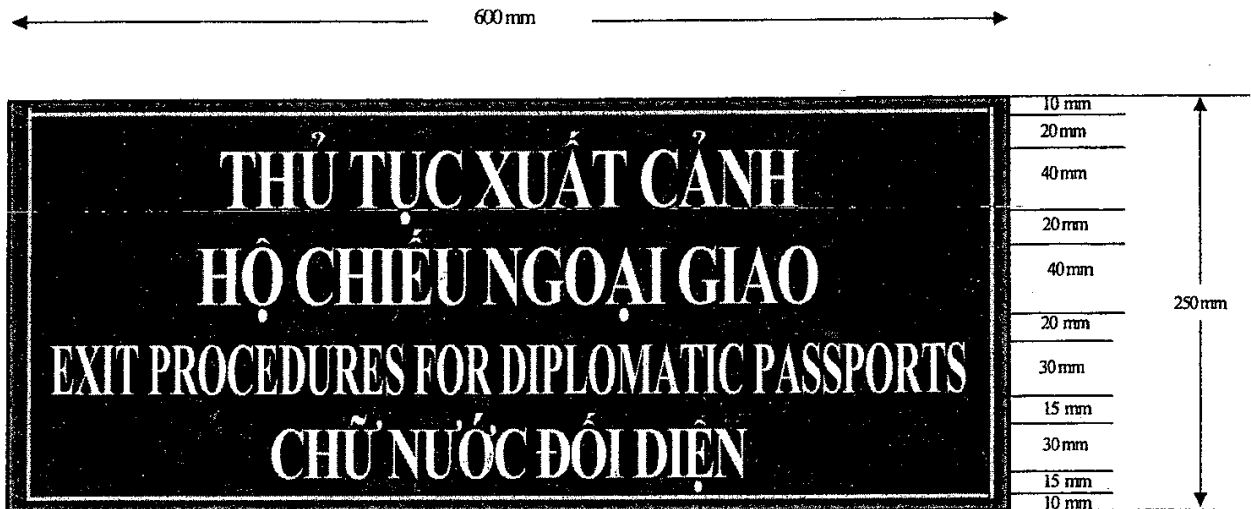 600 mm
10 mm
20 mm
THỦ TỤC XUẤT CẢNH
40 mm
20 mm
HỘ CHIẾU NGOẠI GIAO
40 mm
250 mm
20 mm
EXIT PROCEDURES FOR DIPLOMATIC PASSPORTS
30 mm
15 mm
CHỮ NƯỚC ĐỐI DIỆN
30 mm
15 mm
10 mm